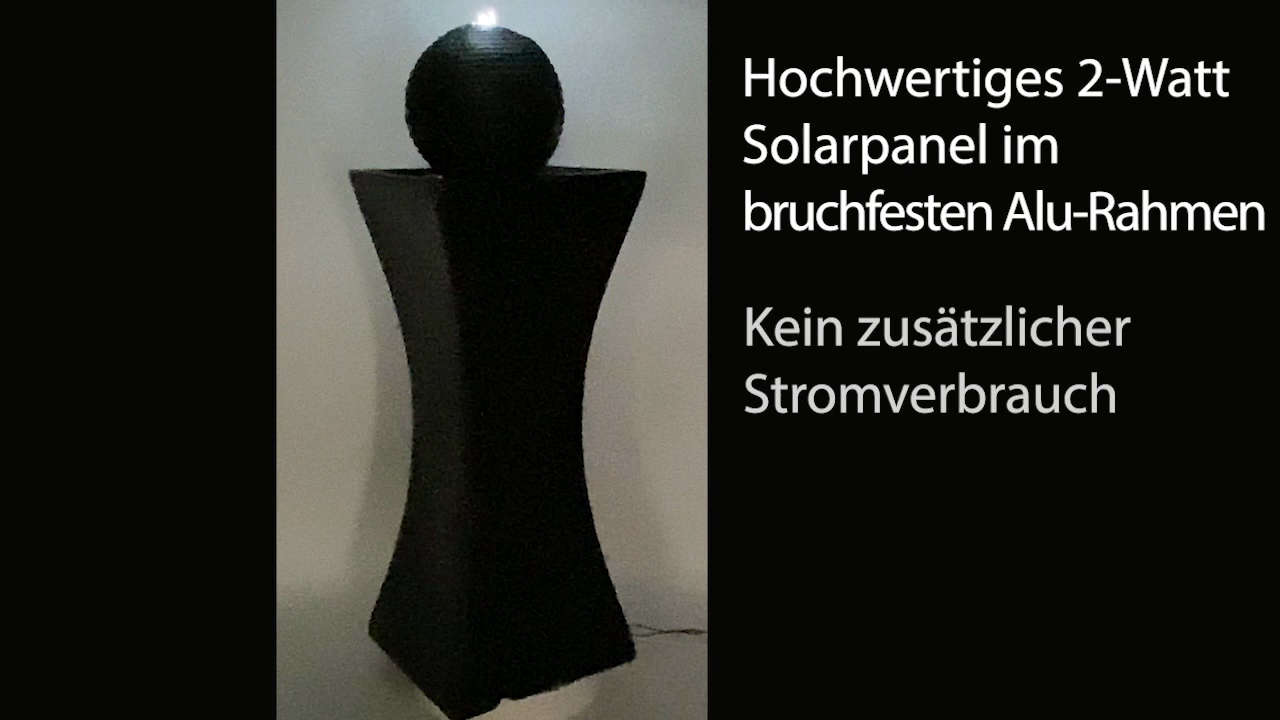 Hochwertiges 2-Watt
Solarpanel im
bruchfesten Alu-Rahmen
Kein zusätzlicher
Stromverbrauch